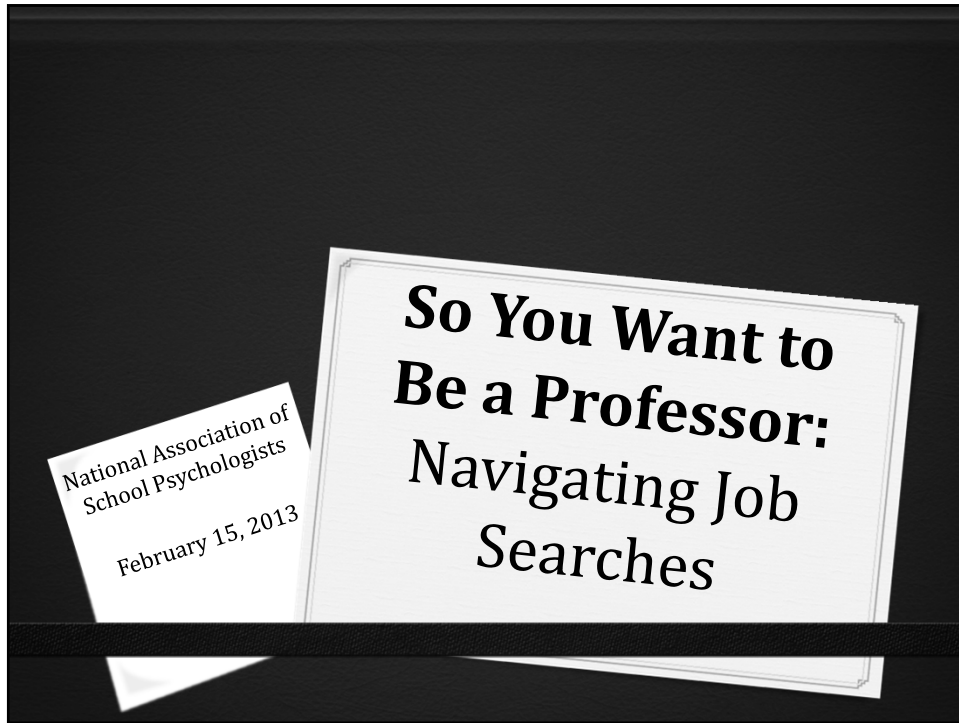 So You Want to
Be a Professor:
Navigating Job
Searches
National Association of
School Psychologists
February 15, 2013